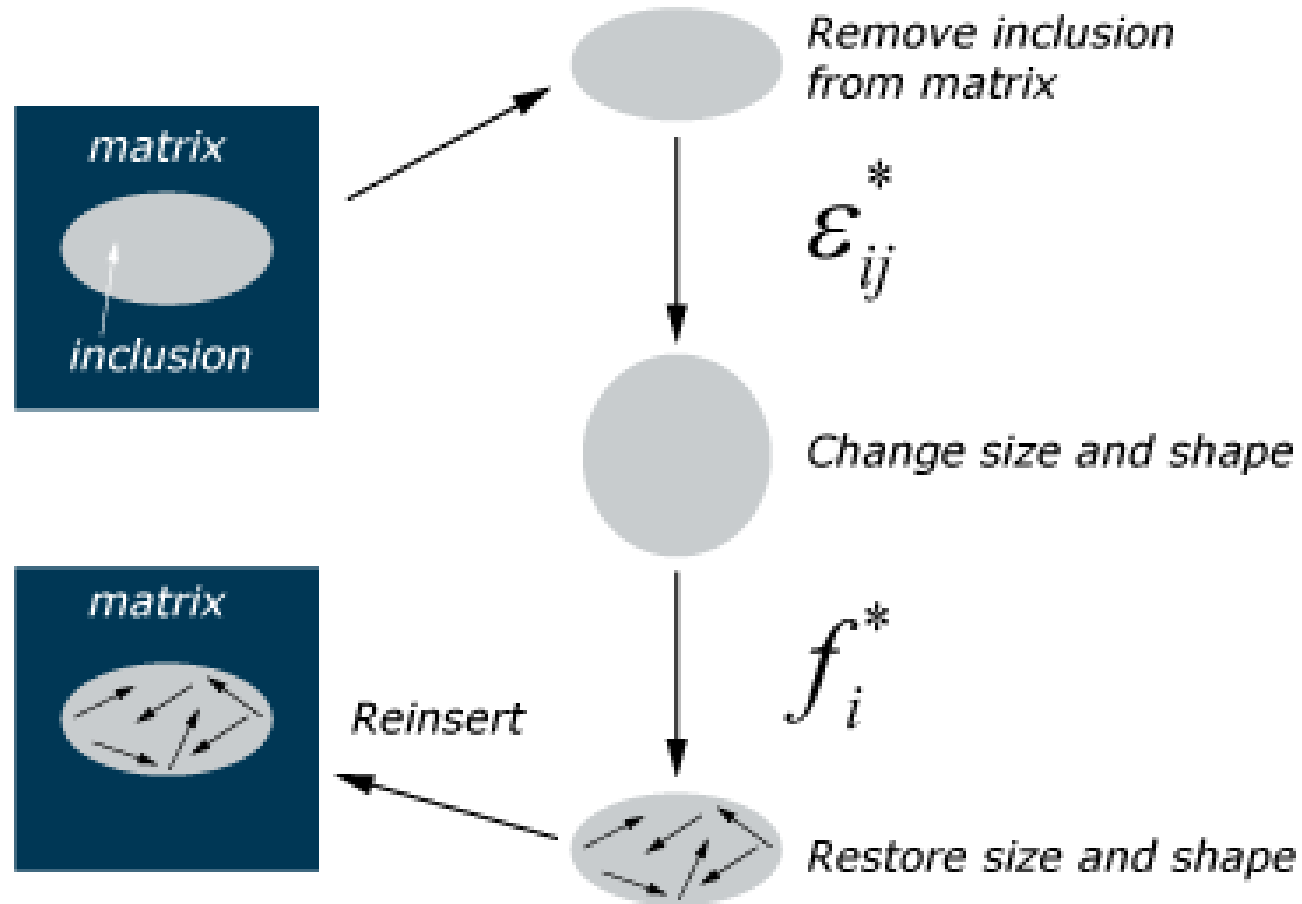 Remove inclusion
from matrix
matrix
inclusion
ε*ij
Change size and shape
f*i
matrix
Reinsert
Restore size and shape